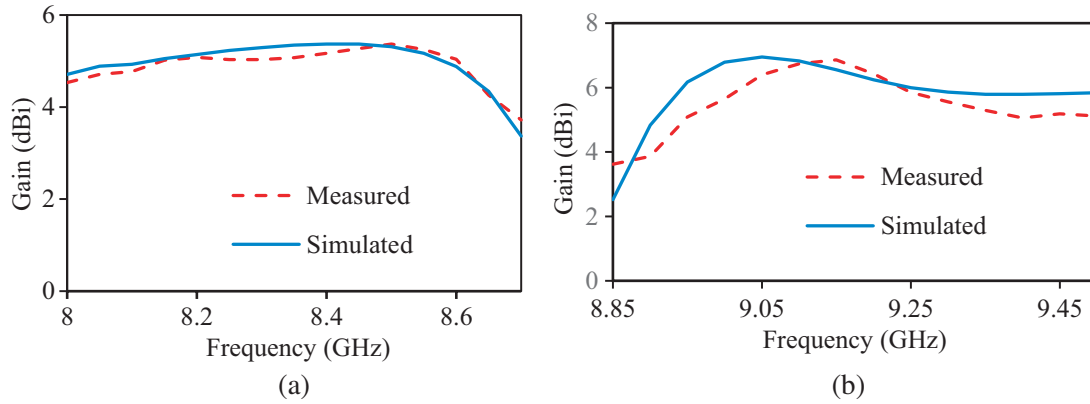 6
4
2
0
Gain (dBi)
Measured
Simulated
8
8.2
8.4
8.6
Frequency (GHz)
(a)
8
6
4
2
0
Gain (dBi)
Measured
Simulated
8.85
9.05
9.25
9.45
Frequency (GHz)
(b)